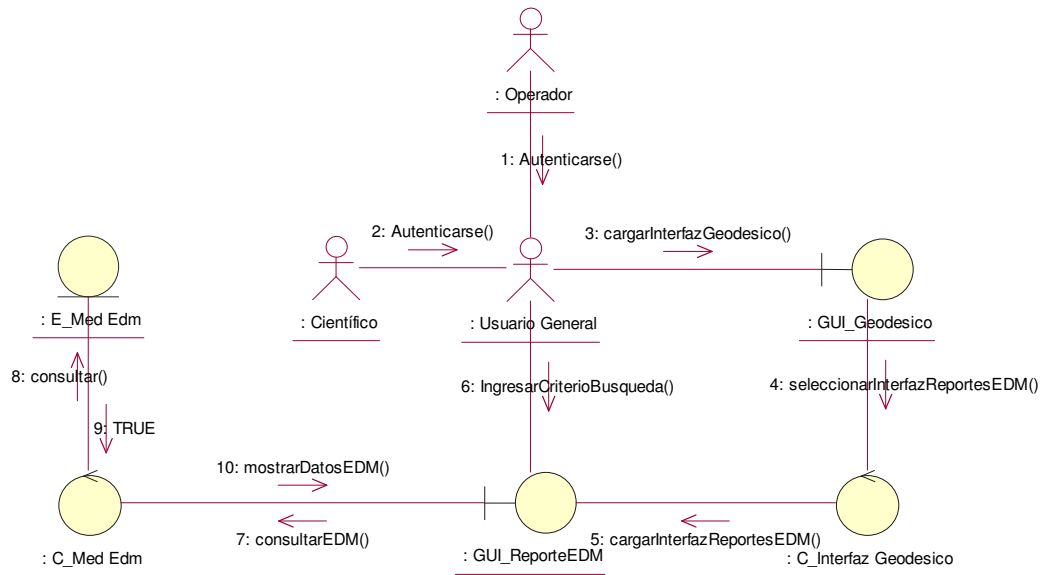 : Operador
1: Autenticarse()
2: Autenticarse()
3: cargarInterfazGeodesico()
: E_Med Edm
: Científico
: Usuario General
: GUI_Geodesico
8: consultar()
6: IngresarCriterioBusqueda()
4: seleccionarInterfazReportesEDM()
9: TRUE
10: mostrarDatosEDM()
7: consultarEDM()
5: cargarInterfazReportesEDM()
: C_Med Edm
: GUI_ReporteEDM
: C_Interfaz Geodesico